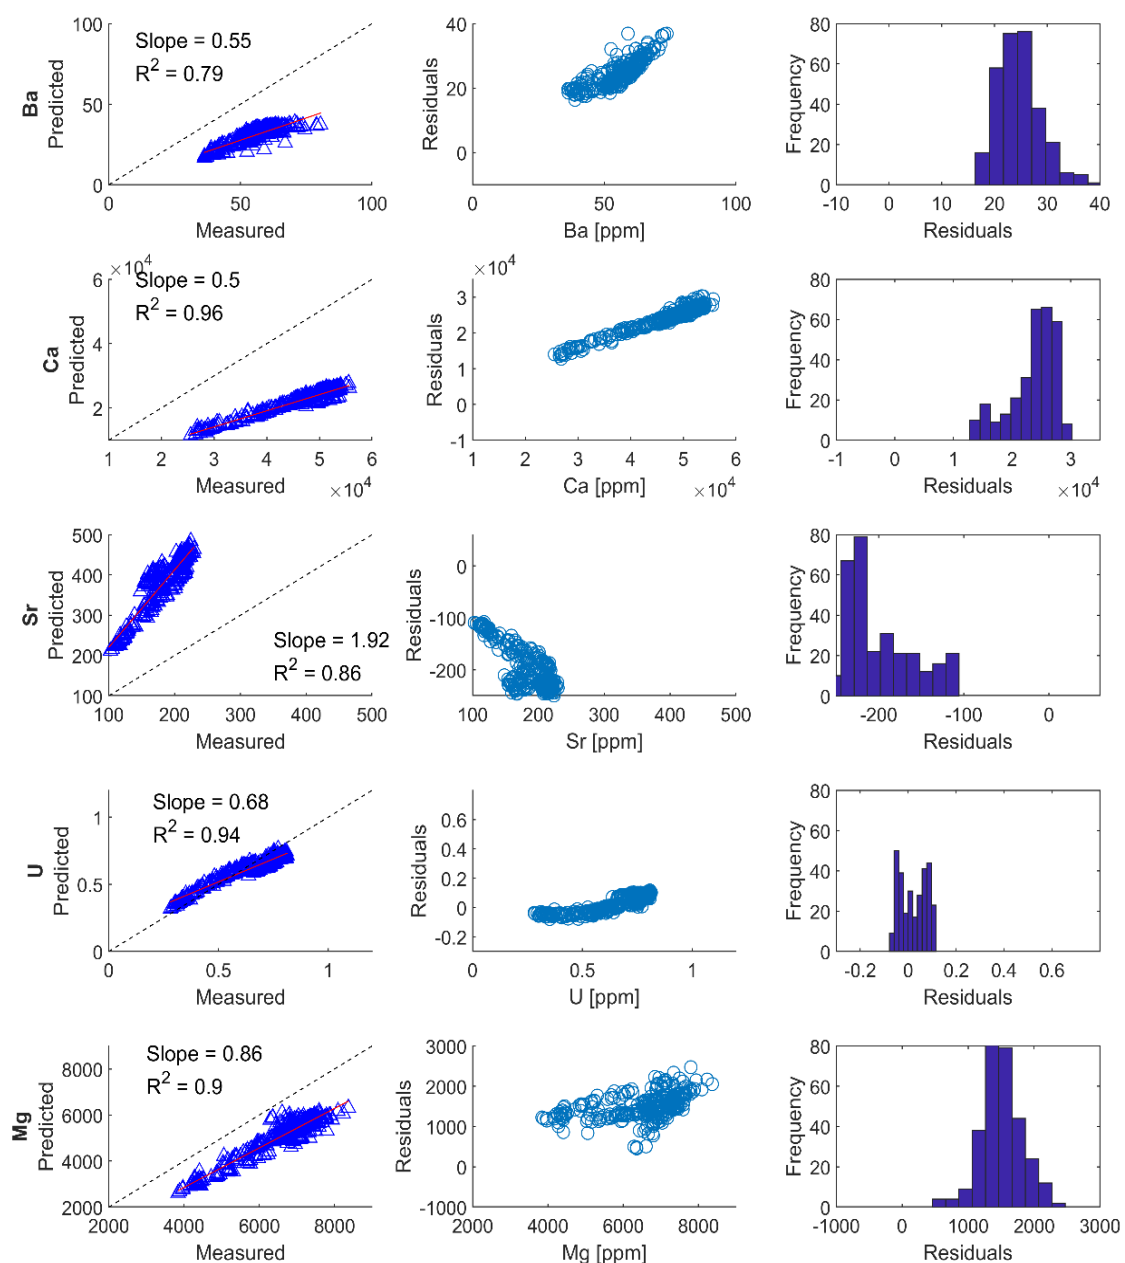 Ba
Predicted
100
50
0
Slope = 0.55
R² = 0.79
0 50 100
Measured
Residuals
40
20
0
0 50 100
Ba [ppm]
Frequency
80
60
40
20
0
-10 0 10 20 30 40
Residuals
Ca
Predicted
×10⁴
6
4
2
Slope = 0.5
R² = 0.96
1 2 3 4 5 6
Measured
×10⁴
Residuals
×10⁴
3
2
1
0
-1
1 2 3 4 5 6
Ca [ppm]
×10⁴
Frequency
80
60
40
20
0
-1 0 1 2 3
Residuals
×10⁴
Sr
Predicted
500
400
300
200
100
Slope = 1.92
R² = 0.86
100 200 300 400 500
Measured
Residuals
0
-100
-200
100 200 300 400 500
Sr [ppm]
Frequency
80
60
40
20
0
-200 -100 0
Residuals
U
Predicted
1
0.5
0
Slope = 0.68
R² = 0.94
0 0.5 1
Measured
Residuals
0.6
0.4
0.2
0
-0.2
0 0.5 1
U [ppm]
Frequency
80
60
40
20
0
-0.2 0 0.2 0.4 0.6
Residuals
Mg
Predicted
8000
6000
4000
2000
Slope = 0.86
R² = 0.9
2000 4000 6000 8000
Measured
Residuals
3000
2000
1000
0
-1000
2000 4000 6000 8000
Mg [ppm]
Frequency
80
60
40
20
0
-1000 0 1000 2000 3000
Residuals